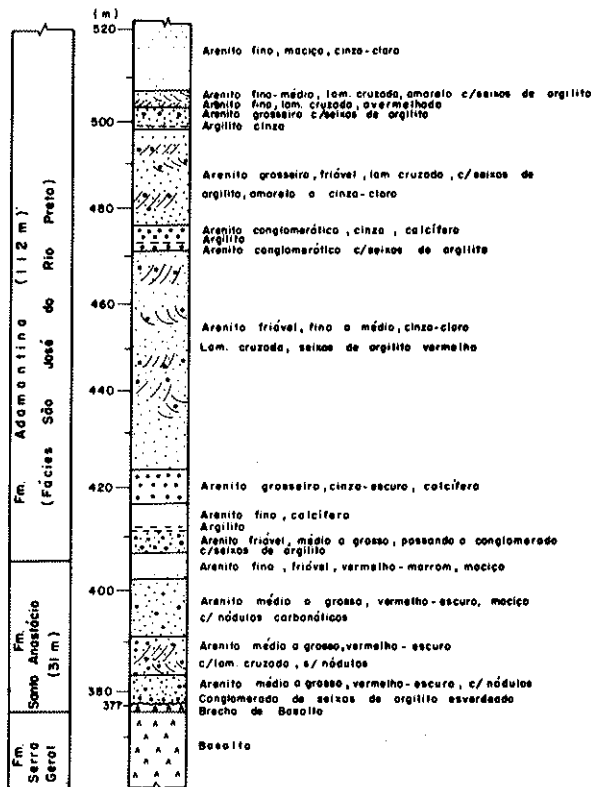 (m)
520
Arenito fino, maciço, cinza-claro
Arenito fino-médio, lam. cruzada, amarelo c/seixos de argilito
Arenito fino, lam. cruzada, avermelhado
Arenito grosseiro c/seixos de argilito
500
Argilito cinza
Arenito grosseiro, friável, lam cruzada, c/seixos de
argilito, amarelo a cinza-claro
480
Arenito conglomerático, cinza, calcífero
Argilito
Arenito conglomerático c/seixos de argilito
460
Arenito friável, fino a médio, cinza-claro
Lam. cruzada, seixos de argilito vermelho
440
420
Arenito grosseiro, cinza-escuro, calcífero
Arenito fino, calcífero
Argilito
Arenito friável, médio a grosso, passando a conglomerado
c/seixos de argilito
Arenito fino, friável, vermelho-marrom, maciço
400
Arenito médio a grosso, vermelho-escuro, maciço
c/ nódulos carbonáticos
Arenito médio a grosso, vermelho-escuro
c/lam. cruzada, s/ nódulos
Arenito médio a grosso, vermelho-escuro, c/ nódulos
380
Conglomerado de seixos de argilito esverdeado
377
Brecha de Basalto
Basalto
Fm. Adamantina (112 m)
(Fácies São José do Rio Preto)
Fm.
Santo Anastácio
(31 m)
Fm.
Serra
Geral